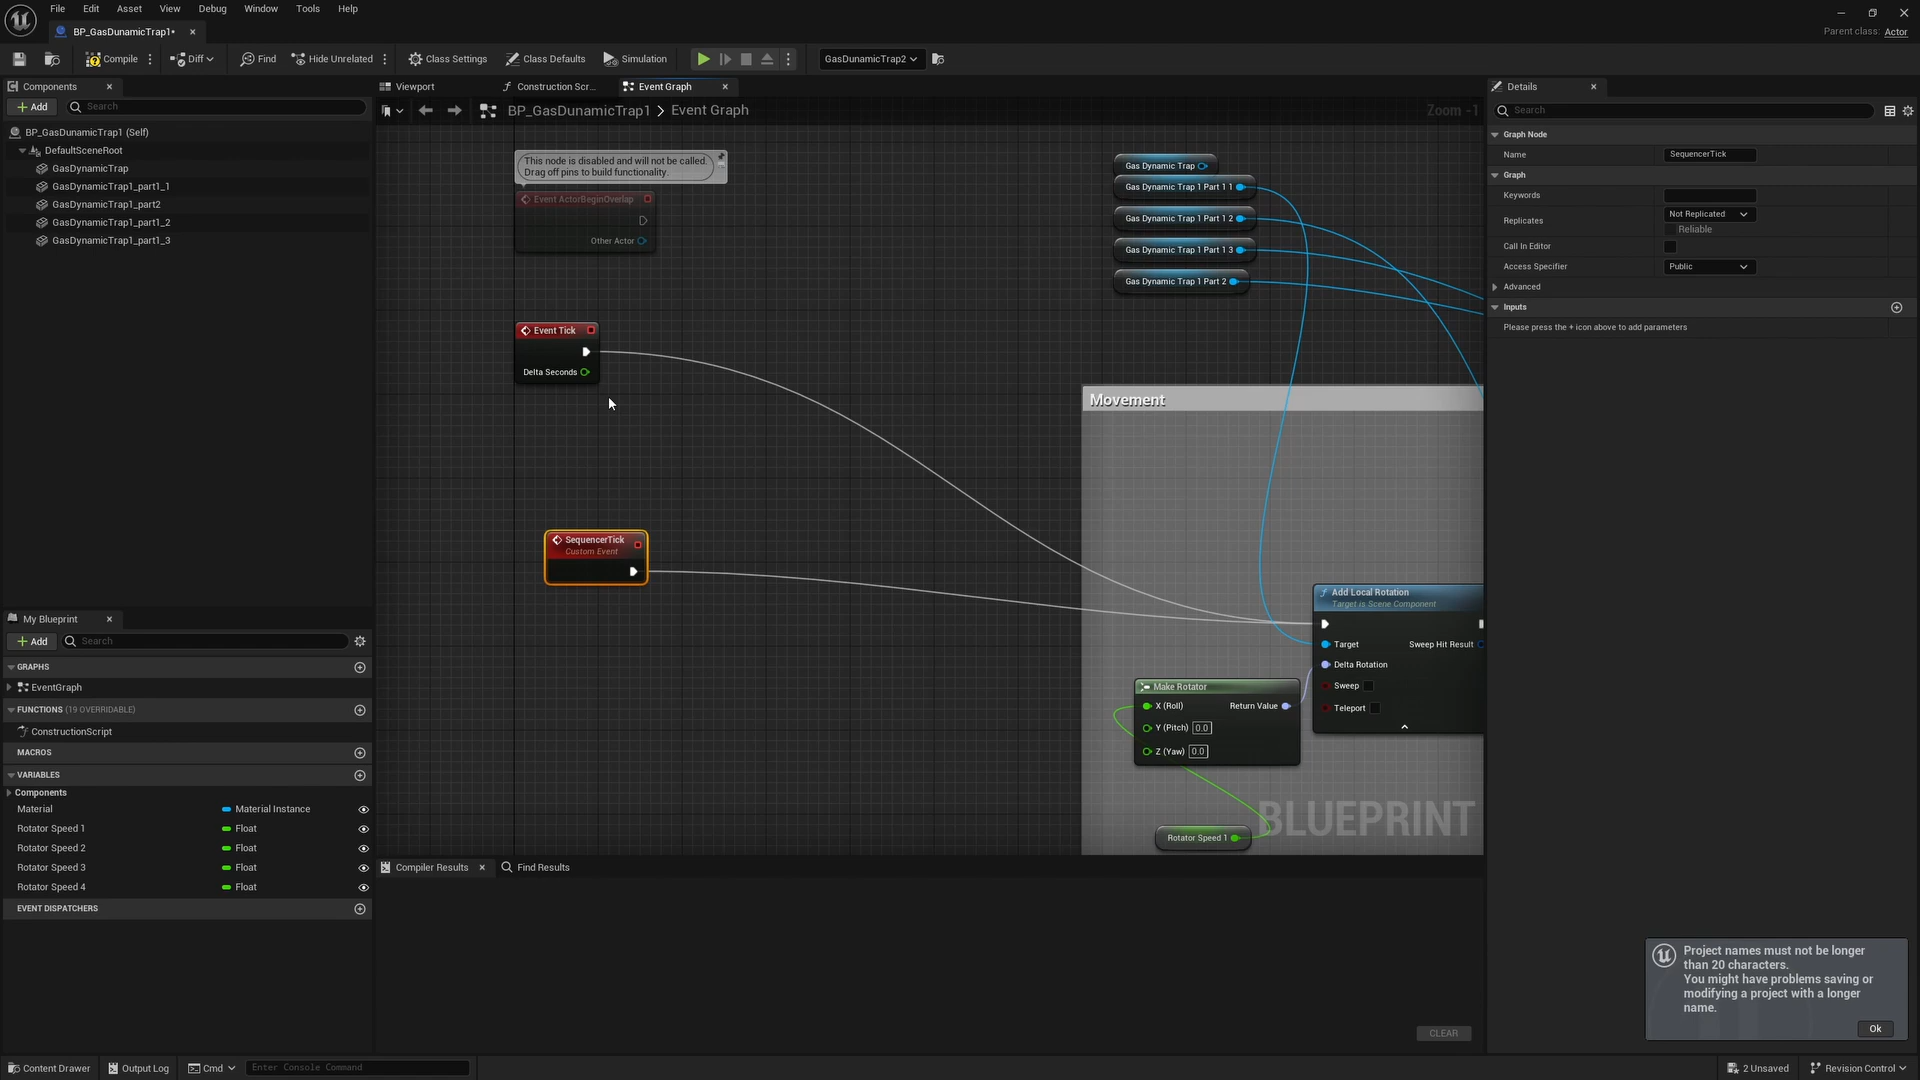 File Edit Asset View Debug Window Tools Help
BP_GasDunamicTrap1•
Parent class: Actor
Compile Diff Find Hide Unrelated Class Settings Class Defaults Simulation GasDunamicTrap2
Components
Add Search
BP_GasDunamicTrap1 (Self)
DefaultSceneRoot
GasDynamicTrap
GasDynamicTrap1_part1_1
GasDynamicTrap1_part2
GasDynamicTrap1_part1_2
GasDynamicTrap1_part1_3
My Blueprint
Add Search
GRAPHS
EventGraph
FUNCTIONS (19 OVERRIDABLE)
ConstructionScript
MACROS
VARIABLES
Components
Material Material Instance
Rotator Speed 1 Float
Rotator Speed 2 Float
Rotator Speed 3 Float
Rotator Speed 4 Float
EVENT DISPATCHERS
Viewport Construction Scr... Event Graph
BP_GasDunamicTrap1 > Event Graph Zoom -1
This node is disabled and will not be called.
Drag off pins to build functionality.
Event ActorBeginOverlap
Other Actor
Event Tick
Delta Seconds
SequencerTick
Custom Event
Gas Dynamic Trap
Gas Dynamic Trap 1 Part 1 1
Gas Dynamic Trap 1 Part 1 2
Gas Dynamic Trap 1 Part 1 3
Gas Dynamic Trap 1 Part 2
Movement
Add Local Rotation
Target is Scene Component
Target Sweep Hit Result
Delta Rotation
Sweep
Teleport
Make Rotator
X (Roll) Return Value
Y (Pitch) 0.0
Z (Yaw) 0.0
Rotator Speed 1
BLUEPRINT
Compiler Results Find Results
CLEAR
Details
Search
Graph Node
Name SequencerTick
Graph
Keywords
Replicates Not Replicated
Reliable
Call In Editor
Access Specifier Public
Advanced
Inputs
Please press the + icon above to add parameters
Project names must not be longer
than 20 characters.
You might have problems saving or
modifying a project with a longer
name.
Ok
Content Drawer Output Log Cmd Enter Console Command 2 Unsaved Revision Control